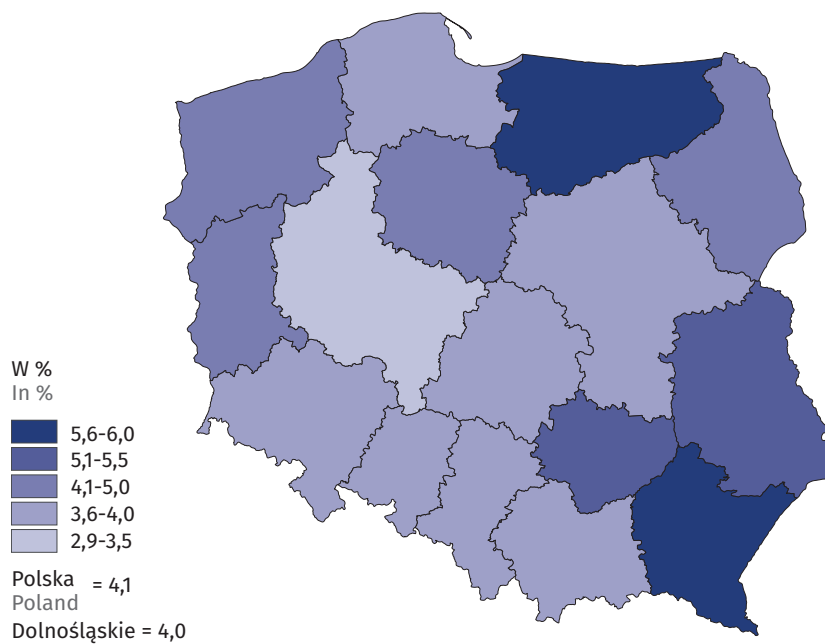 W %
In %
5,6–6,0
5,1–5,5
4,1–5,0
3,6–4,0
2,9–3,5
Polska = 4,1
Poland
Dolnośląskie = 4,0